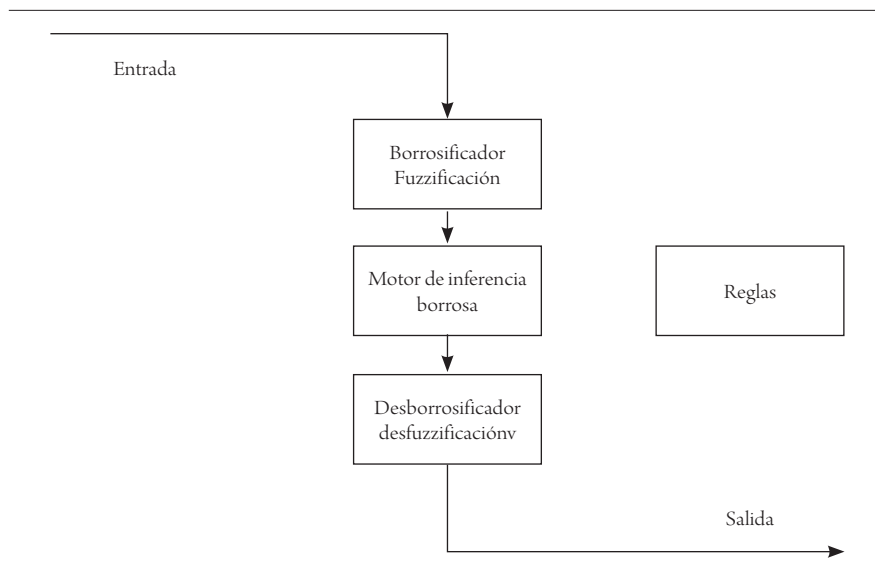 Entrada
Borrosificador
Fuzzificación
Motor de inferencia
borrosa
Reglas
Desborrosificador
desfuzzificaciónv
Salida